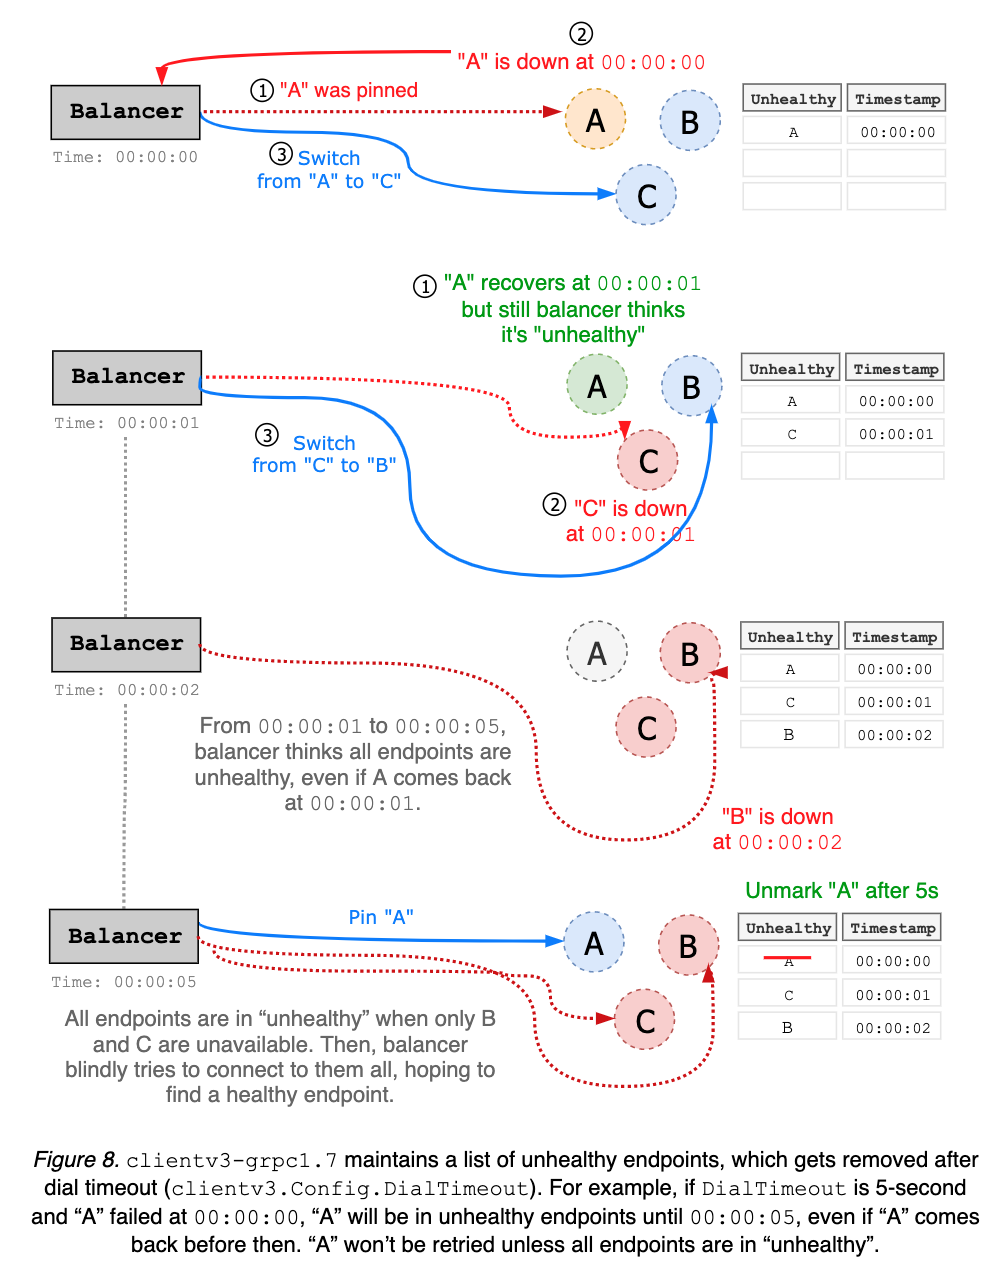 ②
"A" is down at 00:00:00
① "A" was pinned
Balancer
Time: 00:00:00
③ Switch
from "A" to "C"
A
B
C
Unhealthy Timestamp
A 00:00:00
① "A" recovers at 00:00:01
but still balancer thinks
it's "unhealthy"
Balancer
Time: 00:00:01
③ Switch
from "C" to "B"
A
B
C
② "C" is down
at 00:00:01
Unhealthy Timestamp
A 00:00:00
C 00:00:01
Balancer
Time: 00:00:02
A
B
C
Unhealthy Timestamp
A 00:00:00
C 00:00:01
B 00:00:02
From 00:00:01 to 00:00:05,
balancer thinks all endpoints are
unhealthy, even if A comes back
at 00:00:01.
"B" is down
at 00:00:02
Unmark "A" after 5s
Balancer
Time: 00:00:05
Pin "A"
A
B
C
Unhealthy Timestamp
A 00:00:00
C 00:00:01
B 00:00:02
All endpoints are in “unhealthy” when only B
and C are unavailable. Then, balancer
blindly tries to connect to them all, hoping to
find a healthy endpoint.
Figure 8. clientv3-grpc1.7 maintains a list of unhealthy endpoints, which gets removed after
dial timeout (clientv3.Config.DialTimeout). For example, if DialTimeout is 5-second
and “A” failed at 00:00:00, “A” will be in unhealthy endpoints until 00:00:05, even if “A” comes
back before then. “A” won’t be retried unless all endpoints are in “unhealthy”.